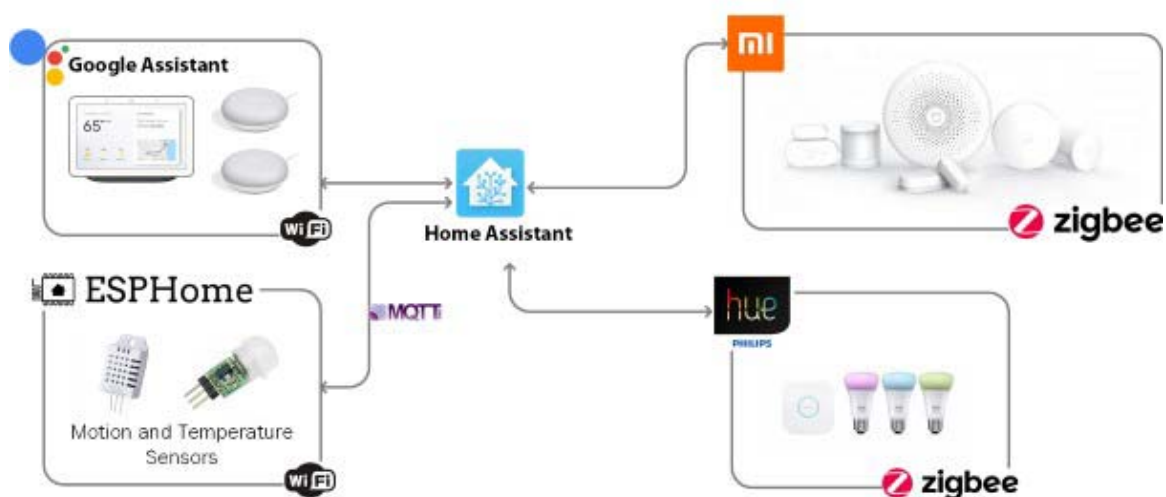 Google Assistant
65°
WiFi
Home Assistant
mi
zigbee
ESPHome
MQTT
Motion and Temperature
Sensors
WiFi
hue
PHILIPS
zigbee